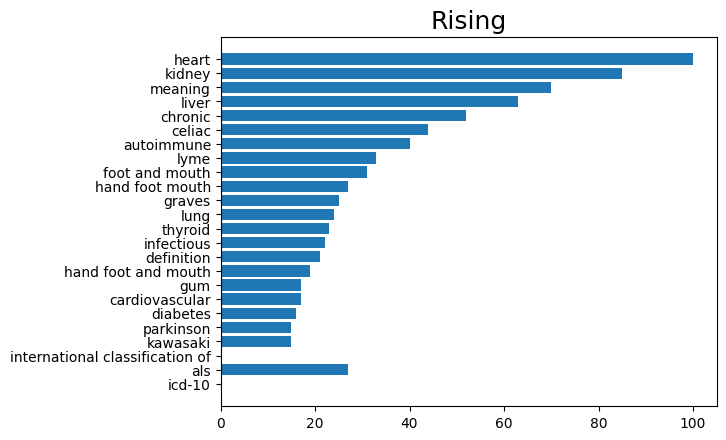 Rising
heart
kidney
meaning
liver
chronic
celiac
autoimmune
lyme
foot and mouth
hand foot mouth
graves
lung
thyroid
infectious
definition
hand foot and mouth
gum
cardiovascular
diabetes
parkinson
kawasaki
international classification of
als
icd-10
0 20 40 60 80 100